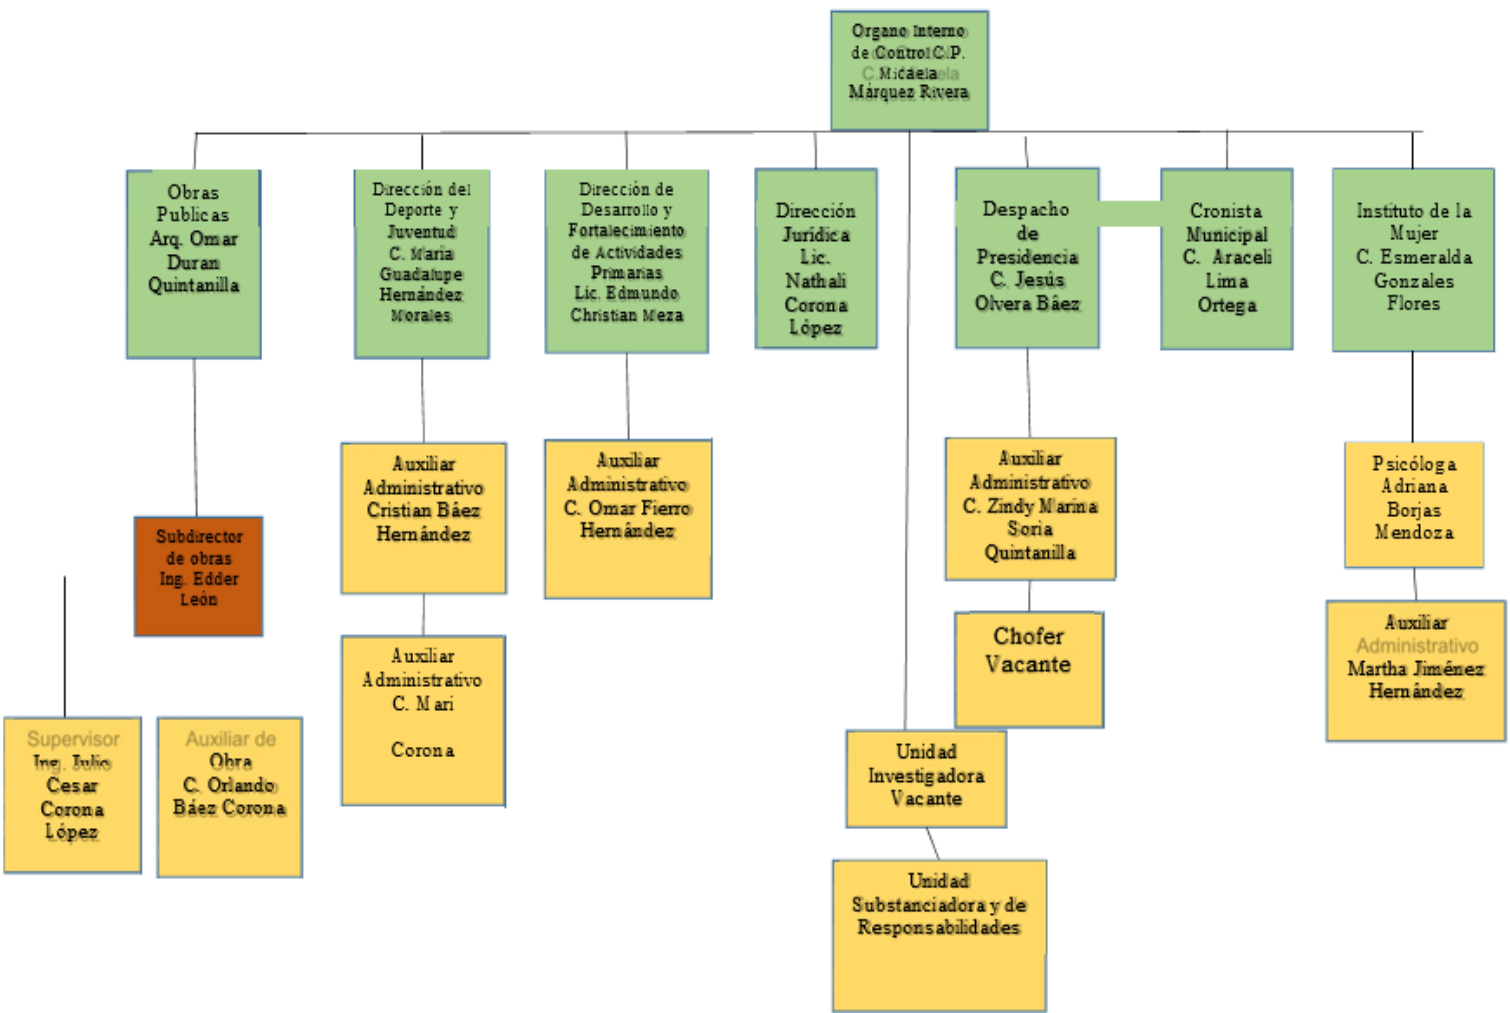 Organo Interno
de Control C.P.
Micaela
Márquez Rivera
Obras
Publicas
Arq. Omar
Duran
Quintanilla
Dirección del
Deporte y
Juventud
C. Maria
Guadalupe
Hernández
Morales
Dirección de
Desarrollo y
Fortalecimiento
de Actividades
Primarias
Lic. Edmundo
Christian Meza
Dirección
Jurídica
Lic.
Nathali
Corona
López
Despacho
de
Presidencia
C. Jesús
Olvera Báez
Cronista
Municipal
C. Araceli
Lima
Ortega
Instituto de la
Mujer
C. Esmeralda
Gonzales
Flores
Subdirector
de obras
Ing. Edder
León
Auxiliar
Administrativo
Cristian Báez
Hernández
Auxiliar
Administrativo
C. Omar Fierro
Hernández
Auxiliar
Administrativo
C. Zindy Marina
Soria
Quintanilla
Psicóloga
Adriana
Borjas
Mendoza
Auxiliar
Administrativo
C. Mari
Corona
Chofer
Vacante
Auxiliar
Administrativo
Martha Jiménez
Hernández
Supervisor
Ing. Julio
Cesar
Corona
López
Auxiliar de
Obra
C. Orlando
Báez Corona
Unidad
Investigadora
Vacante
Unidad
Substanciadora y de
Responsabilidades